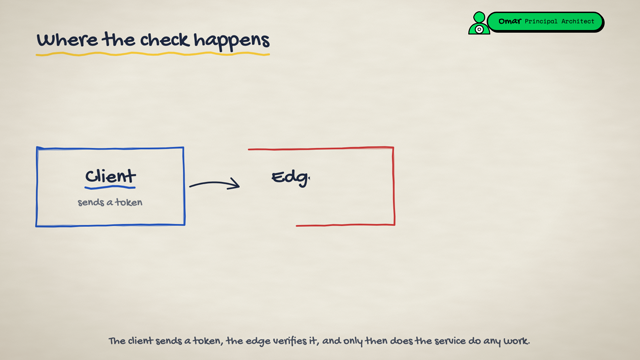 Where the check happens
Omar Principal Architect
Client
sends a token
Edg
The client sends a token, the edge verifies it, and only then does the service do any work.